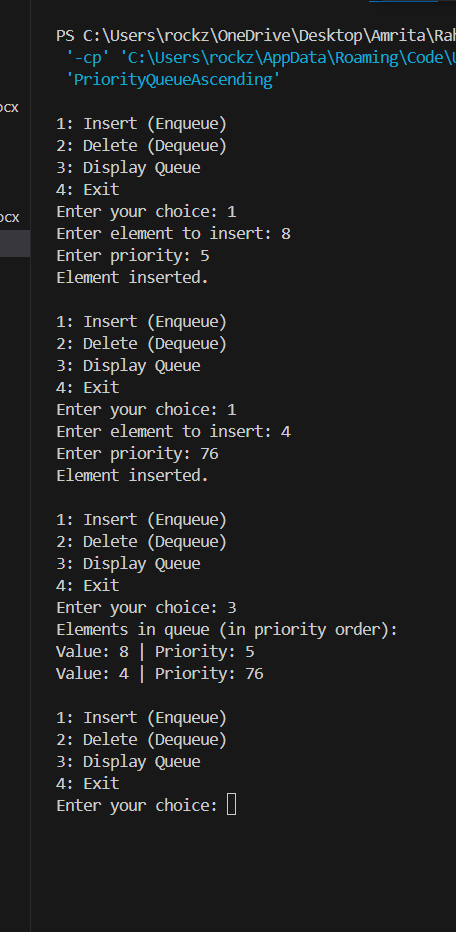 PS C:\Users\rockz\OneDrive\Desktop\Amrita\Rah
'-cp' 'C:\Users\rockz\AppData\Roaming\Code\U
'PriorityQueueAscending'
ocx
1: Insert (Enqueue)
2: Delete (Dequeue)
3: Display Queue
4: Exit
ocx
Enter your choice: 1
Enter element to insert: 8
Enter priority: 5
Element inserted.
1: Insert (Enqueue)
2: Delete (Dequeue)
3: Display Queue
4: Exit
Enter your choice: 1
Enter element to insert: 4
Enter priority: 76
Element inserted.
1: Insert (Enqueue)
2: Delete (Dequeue)
3: Display Queue
4: Exit
Enter your choice: 3
Elements in queue (in priority order):
Value: 8 | Priority: 5
Value: 4 | Priority: 76
1: Insert (Enqueue)
2: Delete (Dequeue)
3: Display Queue
4: Exit
Enter your choice: